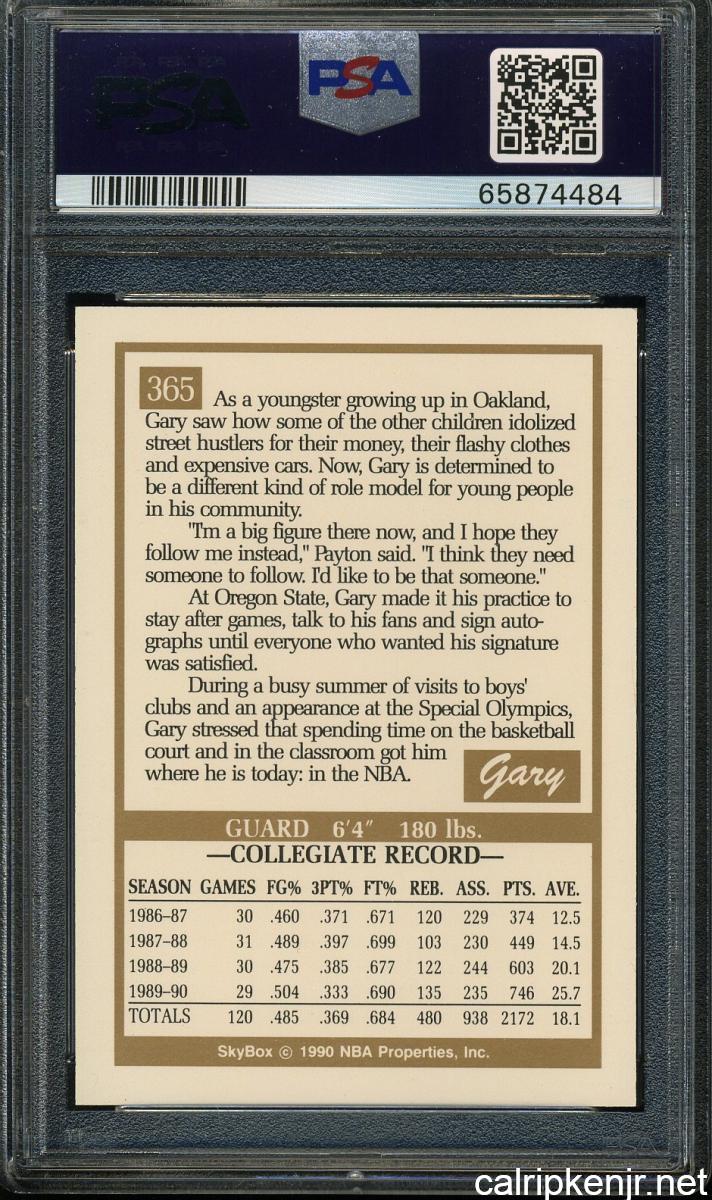 PSA
PSA
65874484
365
As a youngster growing up in Oakland,
Gary saw how some of the other children idolized
street hustlers for their money, their flashy clothes
and expensive cars. Now, Gary is determined to
be a different kind of role model for young people
in his community.
"I'm a big figure there now, and I hope they
follow me instead," Payton said. "I think they need
someone to follow. I'd like to be that someone."
At Oregon State, Gary made it his practice to
stay after games, talk to his fans and sign auto-
graphs until everyone who wanted his signature
was satisfied.
During a busy summer of visits to boys'
clubs and an appearance at the Special Olympics,
Gary stressed that spending time on the basketball
court and in the classroom got him
where he is today: in the NBA.
Gary
GUARD 6'4" 180 lbs.
—COLLEGIATE RECORD—
SEASON GAMES FG% 3PT% FT% REB. ASS. PTS. AVE.
1986-87 30 .460 .371 .671 120 229 374 12.5
1987-88 31 .489 .397 .699 103 230 449 14.5
1988-89 30 .475 .385 .677 122 244 603 20.1
1989-90 29 .504 .333 .690 135 235 746 25.7
TOTALS 120 .485 .369 .684 480 938 2172 18.1
SkyBox © 1990 NBA Properties, Inc.
calripkenjr.net